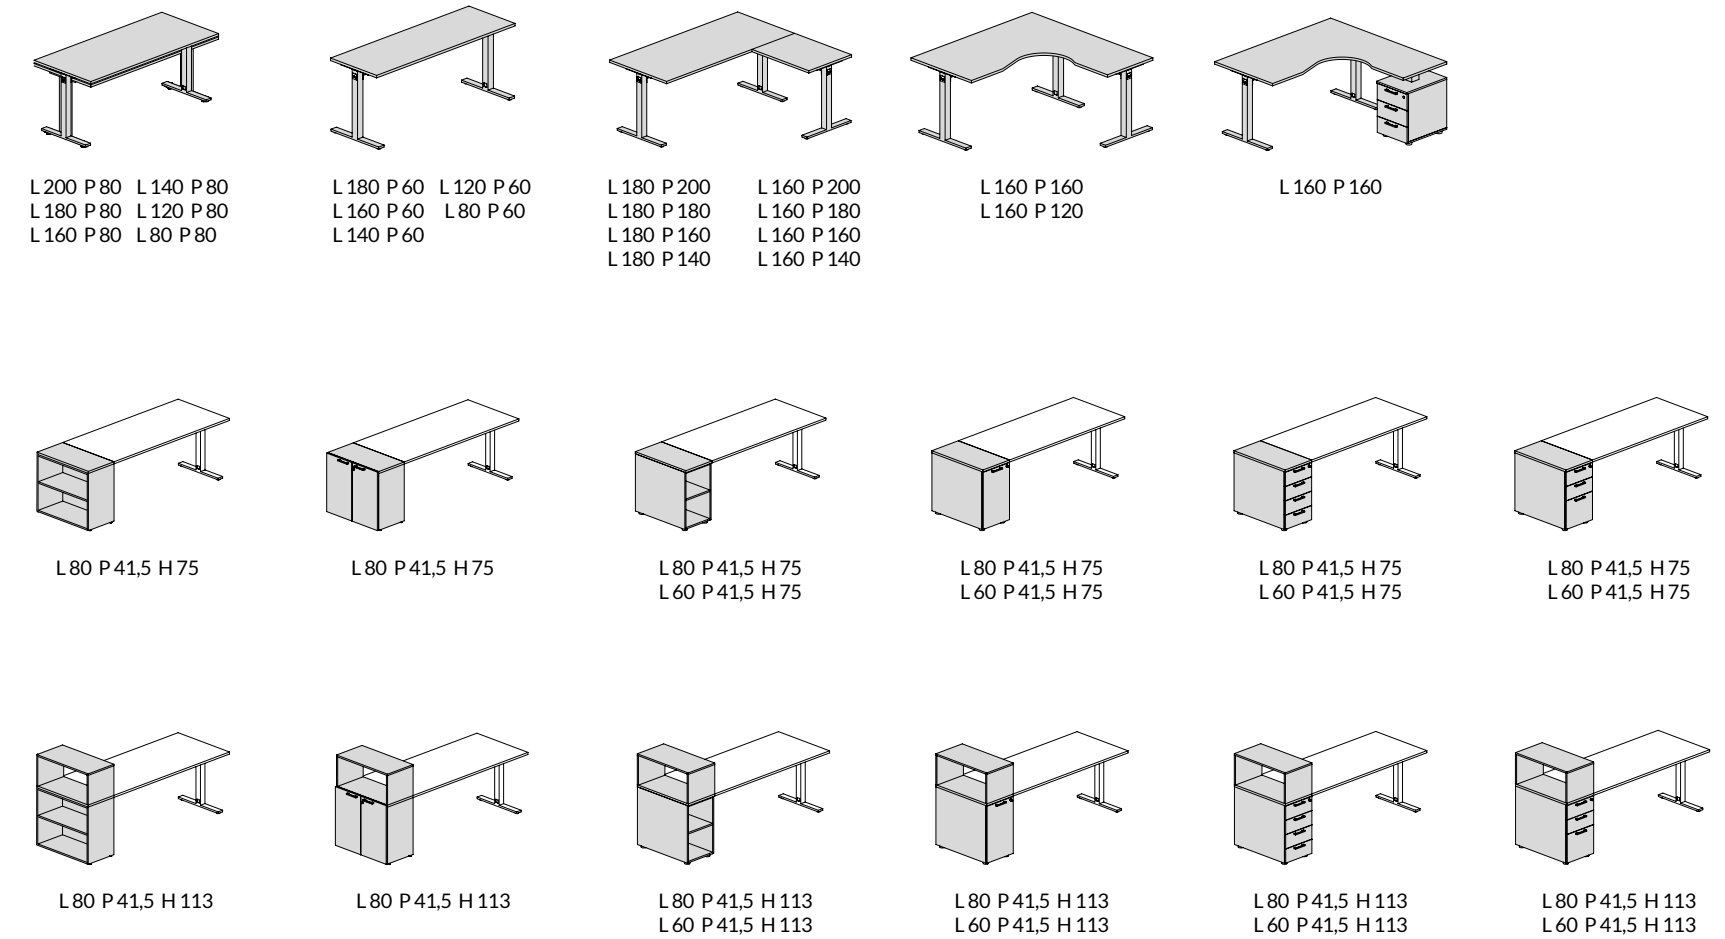 L 200 P 80 L 140 P 80
L 180 P 80 L 120 P 80
L 160 P 80 L 80 P 80
L 180 P 60 L 120 P 60
L 160 P 60 L 80 P 60
L 140 P 60
L 180 P 200 L 160 P 200
L 180 P 180 L 160 P 180
L 180 P 160 L 160 P 160
L 180 P 140 L 160 P 140
L 160 P 160
L 160 P 120
L 160 P 160
L 80 P 41,5 H 75
L 80 P 41,5 H 75
L 80 P 41,5 H 75
L 60 P 41,5 H 75
L 80 P 41,5 H 75
L 60 P 41,5 H 75
L 80 P 41,5 H 75
L 60 P 41,5 H 75
L 80 P 41,5 H 75
L 60 P 41,5 H 75
L 80 P 41,5 H 113
L 80 P 41,5 H 113
L 80 P 41,5 H 113
L 60 P 41,5 H 113
L 80 P 41,5 H 113
L 60 P 41,5 H 113
L 80 P 41,5 H 113
L 60 P 41,5 H 113
L 80 P 41,5 H 113
L 60 P 41,5 H 113